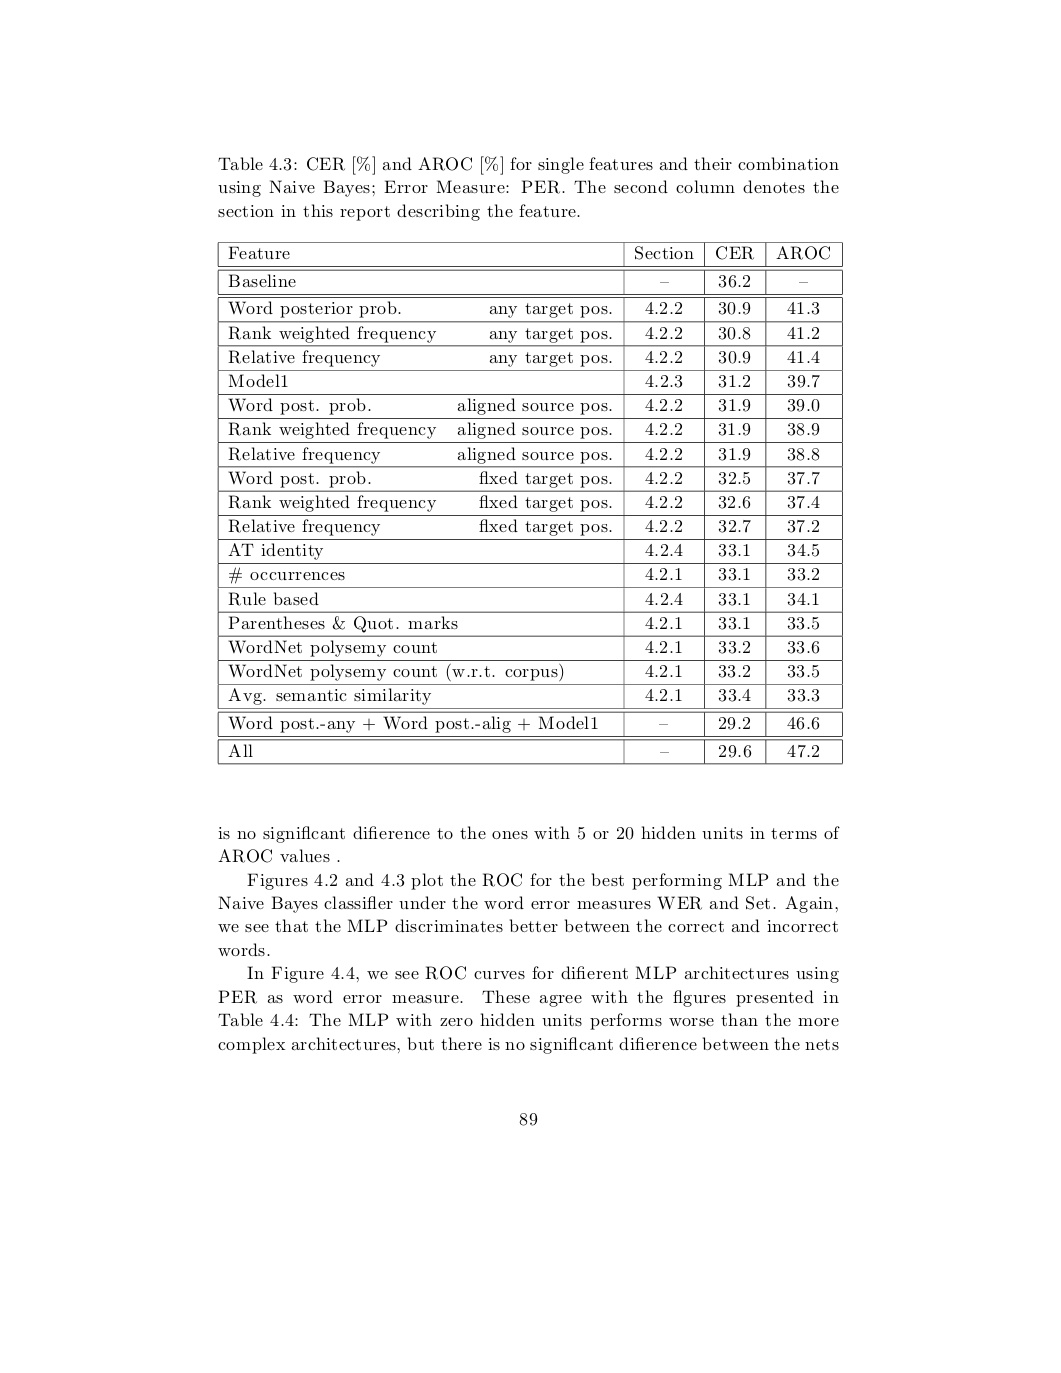 Table 4.3: CER [%] and AROC [%] for single features and their combination
using Naive Bayes; Error Measure: PER. The second column denotes the
section in this report describing the feature.
Feature Section CER AROC
Baseline – 36.2 –
Word posterior prob. any target pos. 4.2.2 30.9 41.3
Rank weighted frequency any target pos. 4.2.2 30.8 41.2
Relative frequency any target pos. 4.2.2 30.9 41.4
Model1 4.2.3 31.2 39.7
Word post. prob. aligned source pos. 4.2.2 31.9 39.0
Rank weighted frequency aligned source pos. 4.2.2 31.9 38.9
Relative frequency aligned source pos. 4.2.2 31.9 38.8
Word post. prob. fixed target pos. 4.2.2 32.5 37.7
Rank weighted frequency fixed target pos. 4.2.2 32.6 37.4
Relative frequency fixed target pos. 4.2.2 32.7 37.2
AT identity 4.2.4 33.1 34.5
# occurrences 4.2.1 33.1 33.2
Rule based 4.2.4 33.1 34.1
Parentheses & Quot. marks 4.2.1 33.1 33.5
WordNet polysemy count 4.2.1 33.2 33.6
WordNet polysemy count (w.r.t. corpus) 4.2.1 33.2 33.5
Avg. semantic similarity 4.2.1 33.4 33.3
Word post.-any + Word post.-alig + Model1 – 29.2 46.6
All – 29.6 47.2
is no significant difierence to the ones with 5 or 20 hidden units in terms of
AROC values .
Figures 4.2 and 4.3 plot the ROC for the best performing MLP and the
Naive Bayes classifier under the word error measures WER and Set. Again,
we see that the MLP discriminates better between the correct and incorrect
words.
In Figure 4.4, we see ROC curves for difierent MLP architectures using
PER as word error measure. These agree with the figures presented in
Table 4.4: The MLP with zero hidden units performs worse than the more
complex architectures, but there is no significant difierence between the nets
89